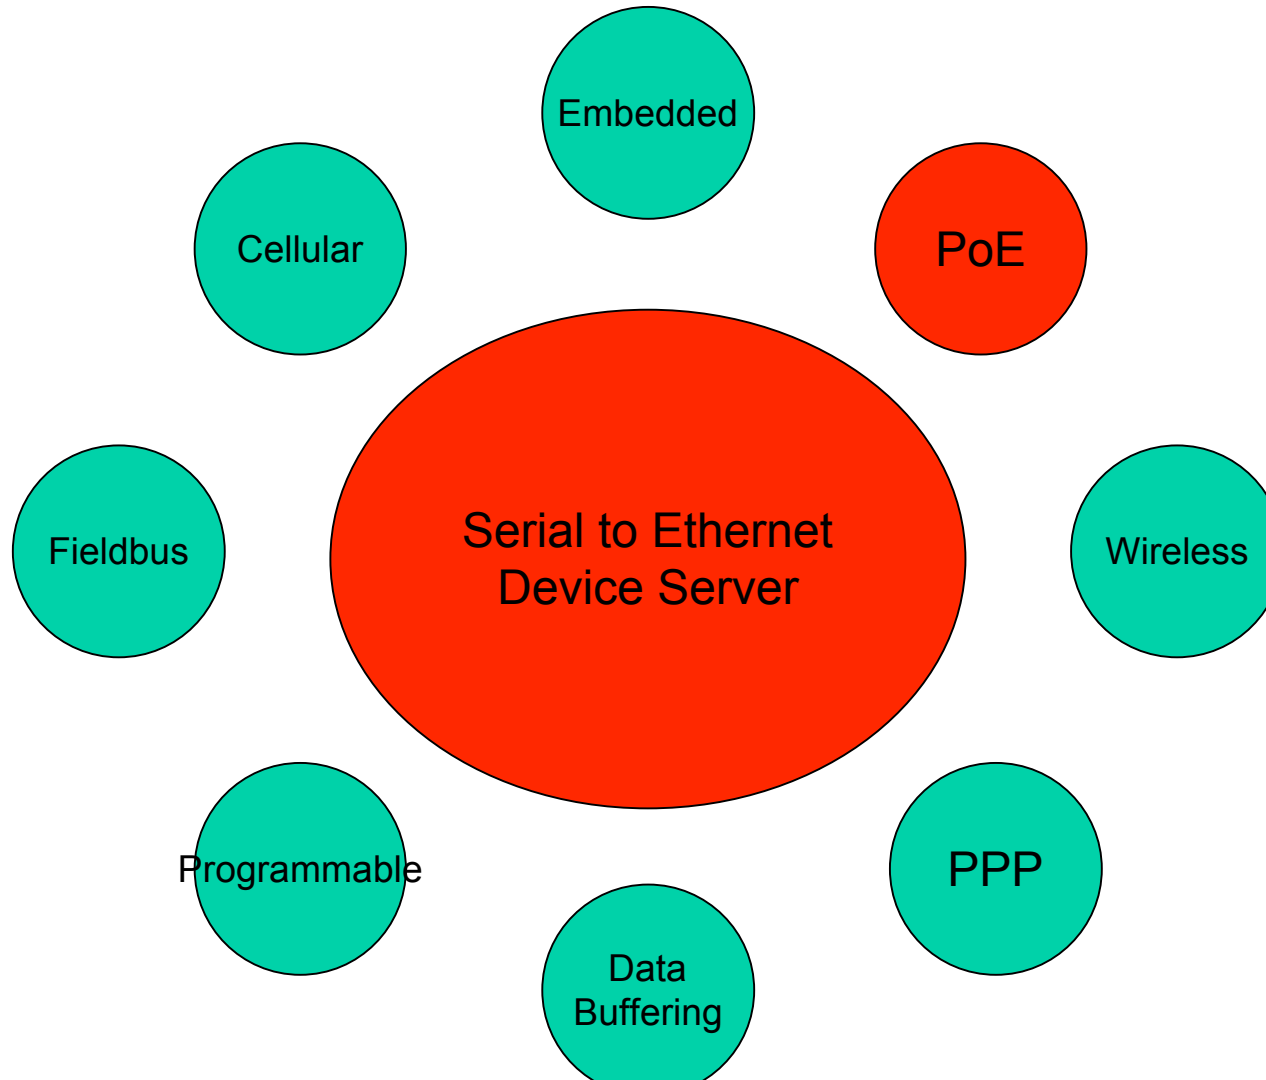 Embedded
Cellular
PoE
Fieldbus
Serial to Ethernet
Device Server
Wireless
Programmable
PPP
Data
Buffering